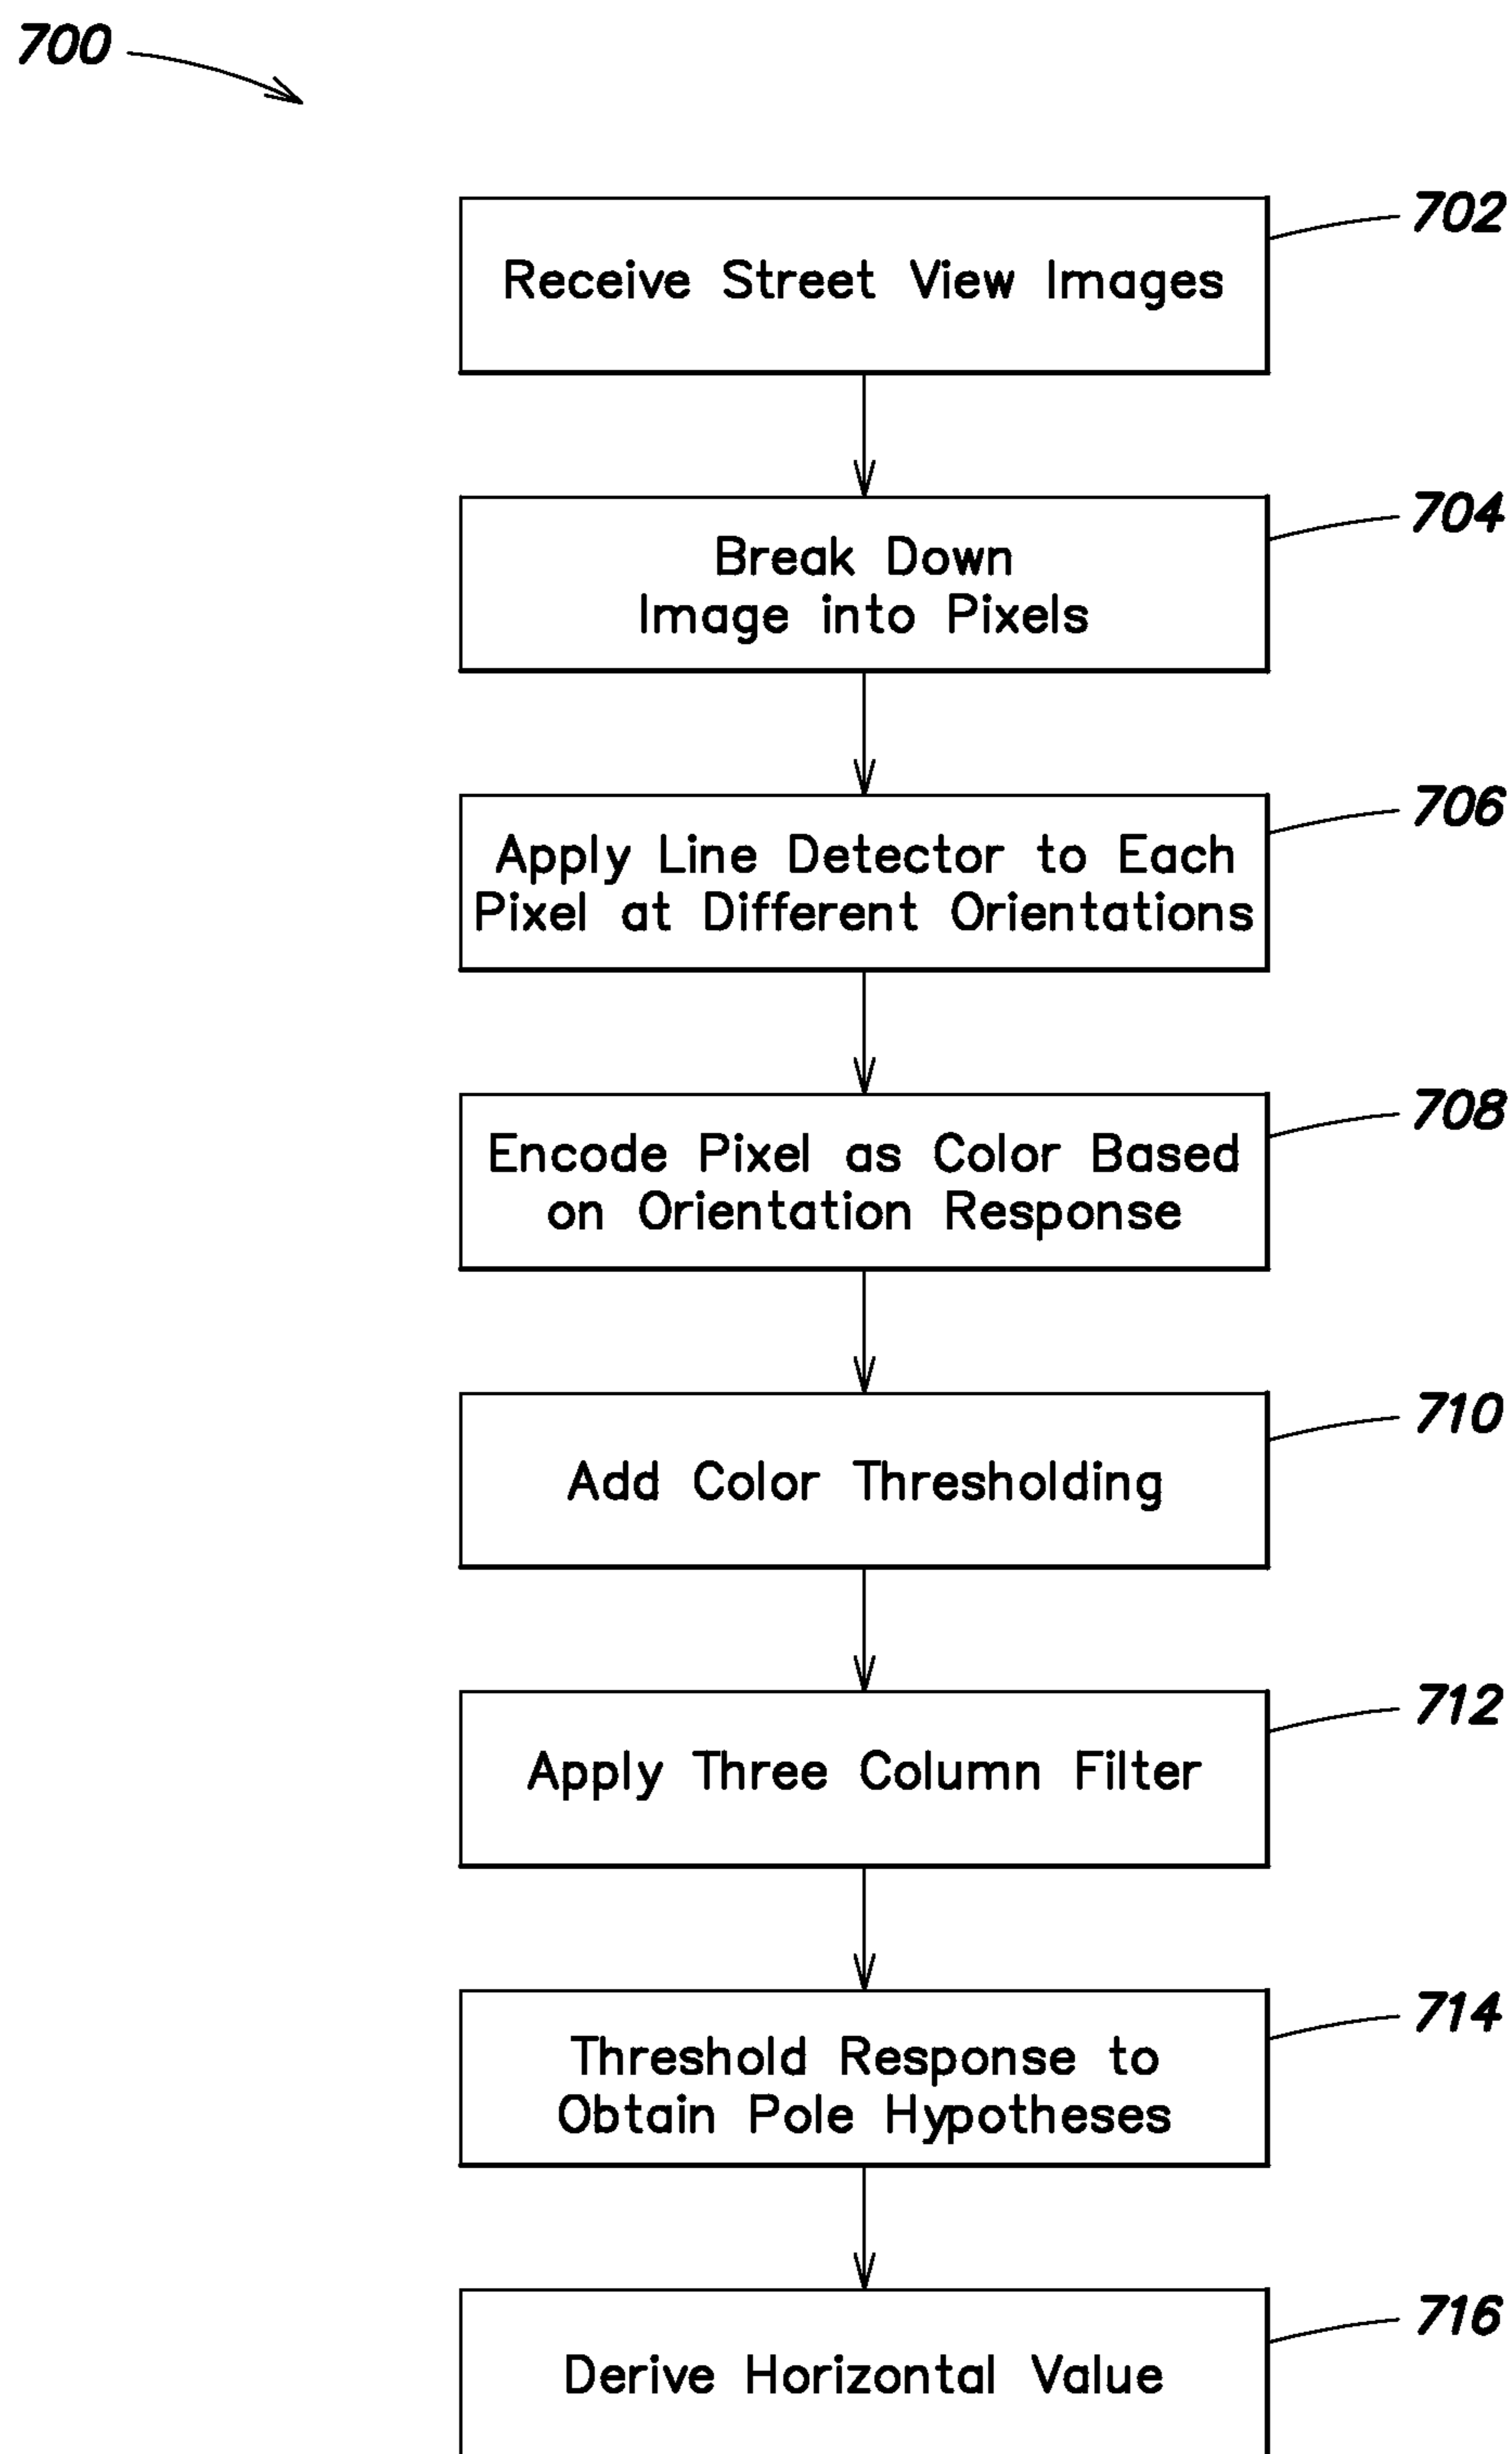 700
702
Receive Street View Images
704
Break Down
Image into Pixels
706
Apply Line Detector to Each
Pixel at Different Orientations
708
Encode Pixel as Color Based
on Orientation Response
710
Add Color Thresholding
712
Apply Three Column Filter
714
Threshold Response to
Obtain Pole Hypotheses
716
Derive Horizontal Value